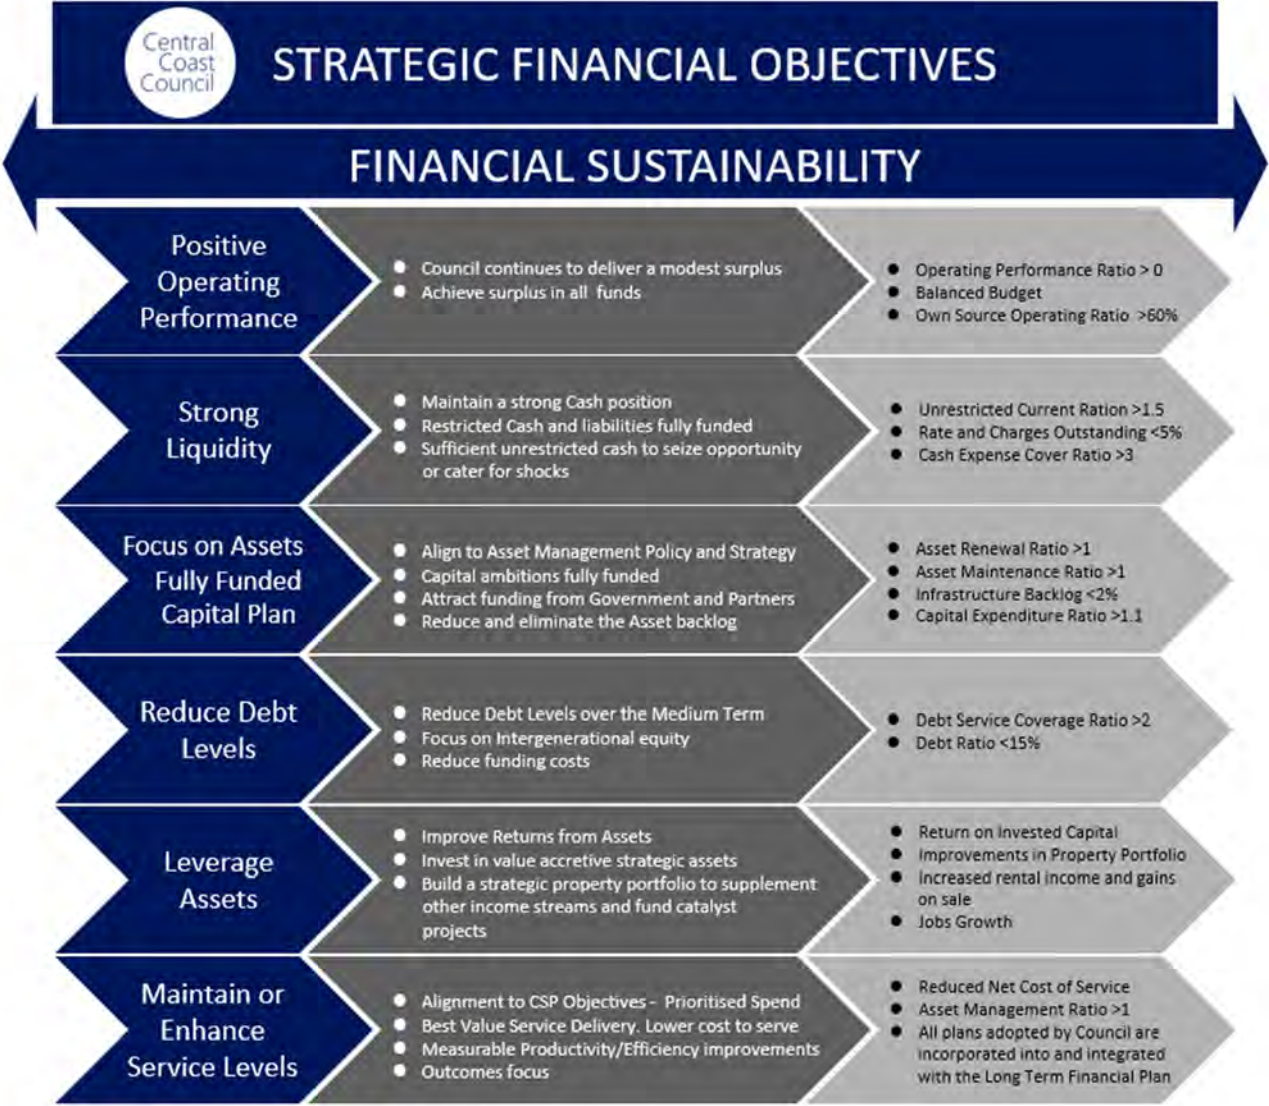 Central
Coast
Council
STRATEGIC FINANCIAL OBJECTIVES
FINANCIAL SUSTAINABILITY
Positive
Operating
Performance
● Council continues to deliver a modest surplus
● Achieve surplus in all funds
● Operating Performance Ratio > 0
● Balanced Budget
● Own Source Operating Ratio >60%
Strong
Liquidity
● Maintain a strong Cash position
● Restricted Cash and liabilities fully funded
● Sufficient unrestricted cash to seize opportunity
or cater for shocks
● Unrestricted Current Ration >1.5
● Rate and Charges Outstanding <5%
● Cash Expense Cover Ratio >3
Focus on Assets
Fully Funded
Capital Plan
● Align to Asset Management Policy and Strategy
● Capital ambitions fully funded
● Attract funding from Government and Partners
● Reduce and eliminate the Asset backlog
● Asset Renewal Ratio >1
● Asset Maintenance Ratio >1
● Infrastructure Backlog <2%
● Capital Expenditure Ratio >1.1
Reduce Debt
Levels
● Reduce Debt Levels over the Medium Term
● Focus on Intergenerational equity
● Reduce funding costs
● Debt Service Coverage Ratio >2
● Debt Ratio <15%
Leverage
Assets
● Improve Returns from Assets
● Invest in value accretive strategic assets
● Build a strategic property portfolio to supplement
other income streams and fund catalyst
projects
● Return on Invested Capital
● Improvements in Property Portfolio
● Increased rental income and gains
on sale
● Jobs Growth
Maintain or
Enhance
Service Levels
● Alignment to CSP Objectives - Prioritised Spend
● Best Value Service Delivery. Lower cost to serve
● Measurable Productivity/Efficiency improvements
● Outcomes focus
● Reduced Net Cost of Service
● Asset Management Ratio >1
● All plans adopted by Council are
incorporated into and integrated
with the Long Term Financial Plan